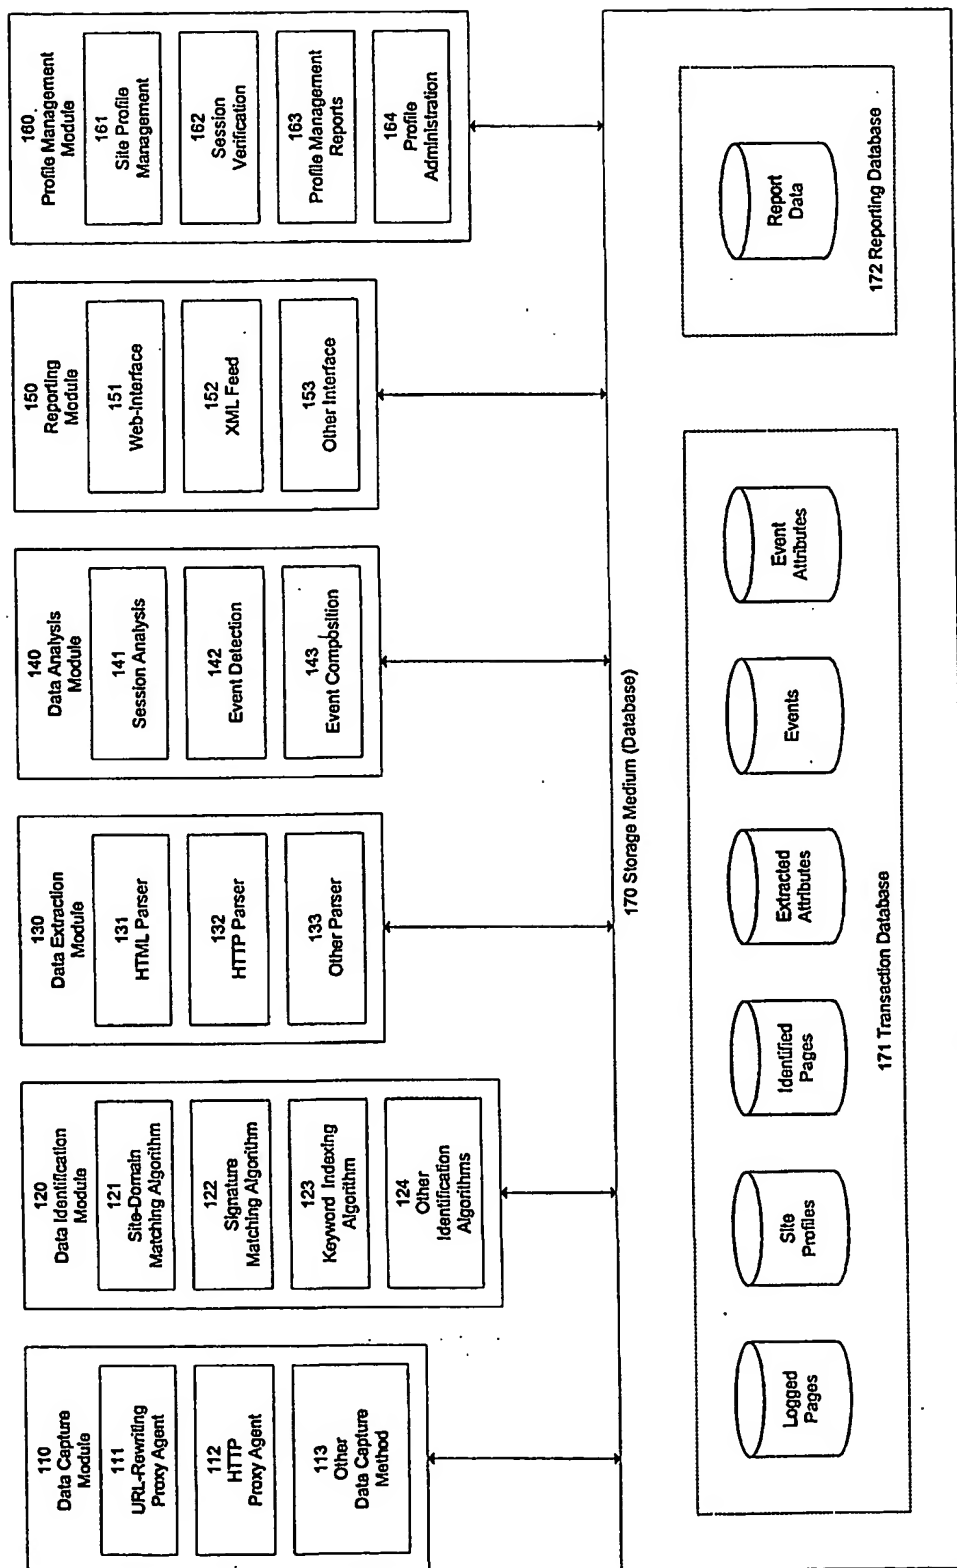 110
Data Capture
Module
111
URL-Rewriting
Proxy Agent
112
HTTP
Proxy Agent
113
Other
Data Capture
Method
120
Data Identification
Module
121
Site-Domain
Matching Algorithm
122
Signature
Matching Algorithm
123
Keyword Indexing
Algorithm
124
Other
Identification
Algorithms
130
Data Extraction
Module
131
HTML Parser
132
HTTP Parser
133
Other Parser
140
Data Analysis
Module
141
Session Analysis
142
Event Detection
143
Event Composition
150
Reporting
Module
151
Web-Interface
152
XML Feed
153
Other Interface
160
Profile Management
Module
161
Site Profile
Management
162
Session
Verification
163
Profile Management
Reports
164
Profile
Administration
170 Storage Medium (Database)
Logged
Pages
Site
Profiles
Identified
Pages
Extracted
Attributes
Events
Event
Attributes
171 Transaction Database
Report
Data
172 Reporting Database